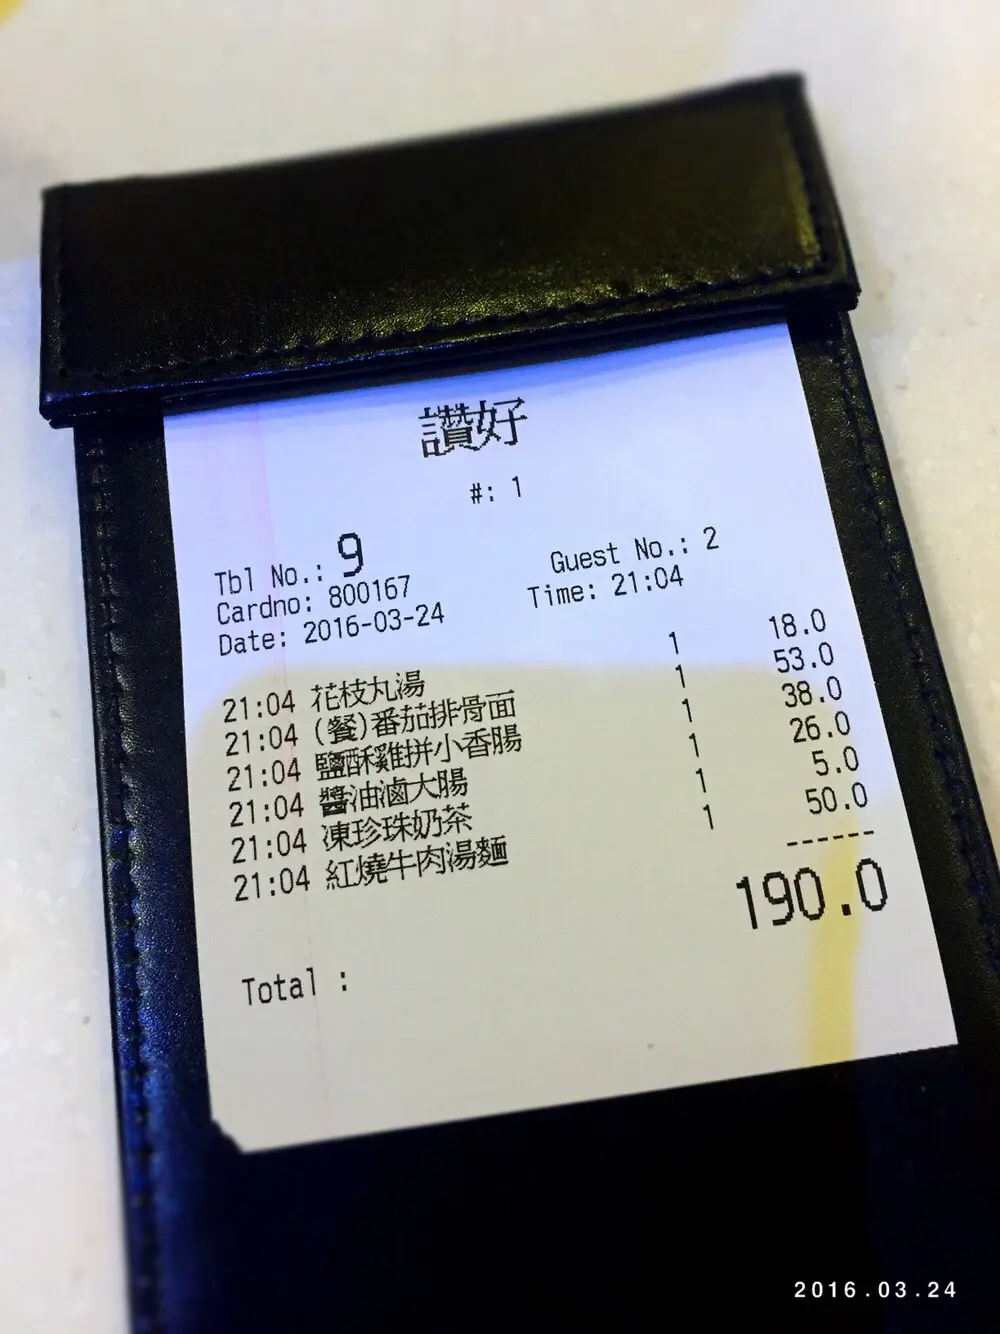 讚好
#: 1
Tbl No.: 9 Guest No.: 2
Cardno: 800167 Time: 21:04
Date: 2016-03-24
21:04 花枝丸湯 1 18.0
21:04 (餐)番茄排骨面 1 53.0
21:04 鹽酥雞拼小香腸 1 38.0
21:04 醬油滷大腸 1 26.0
21:04 凍珍珠奶茶 1 5.0
21:04 紅燒牛肉湯麵 1 50.0
------
190.0
Total :
2016.03.24